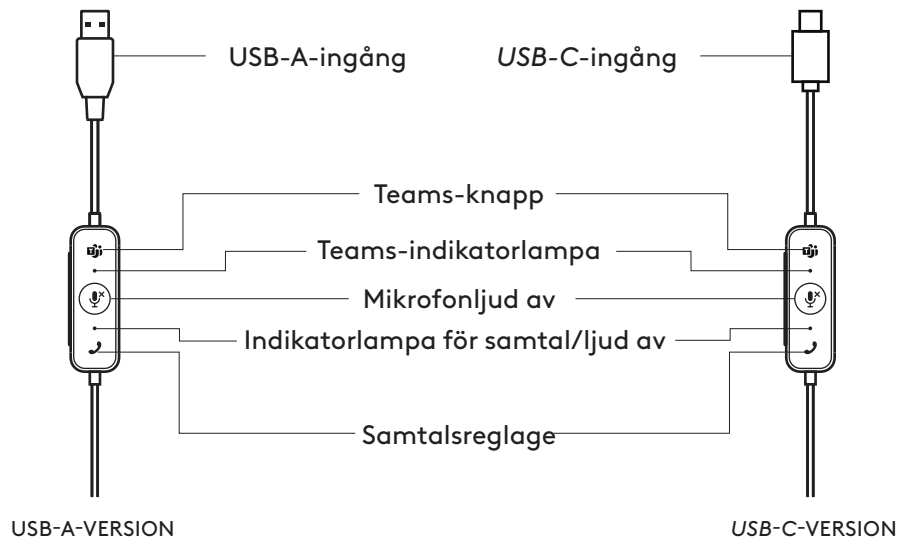 USB-A-ingång
USB-C-ingång
Teams-knapp
Teams-indikatorlampa
Mikrofonljud av
Indikatorlampa för samtal/ljud av
Samtalsreglage
USB-A-VERSION
USB-C-VERSION